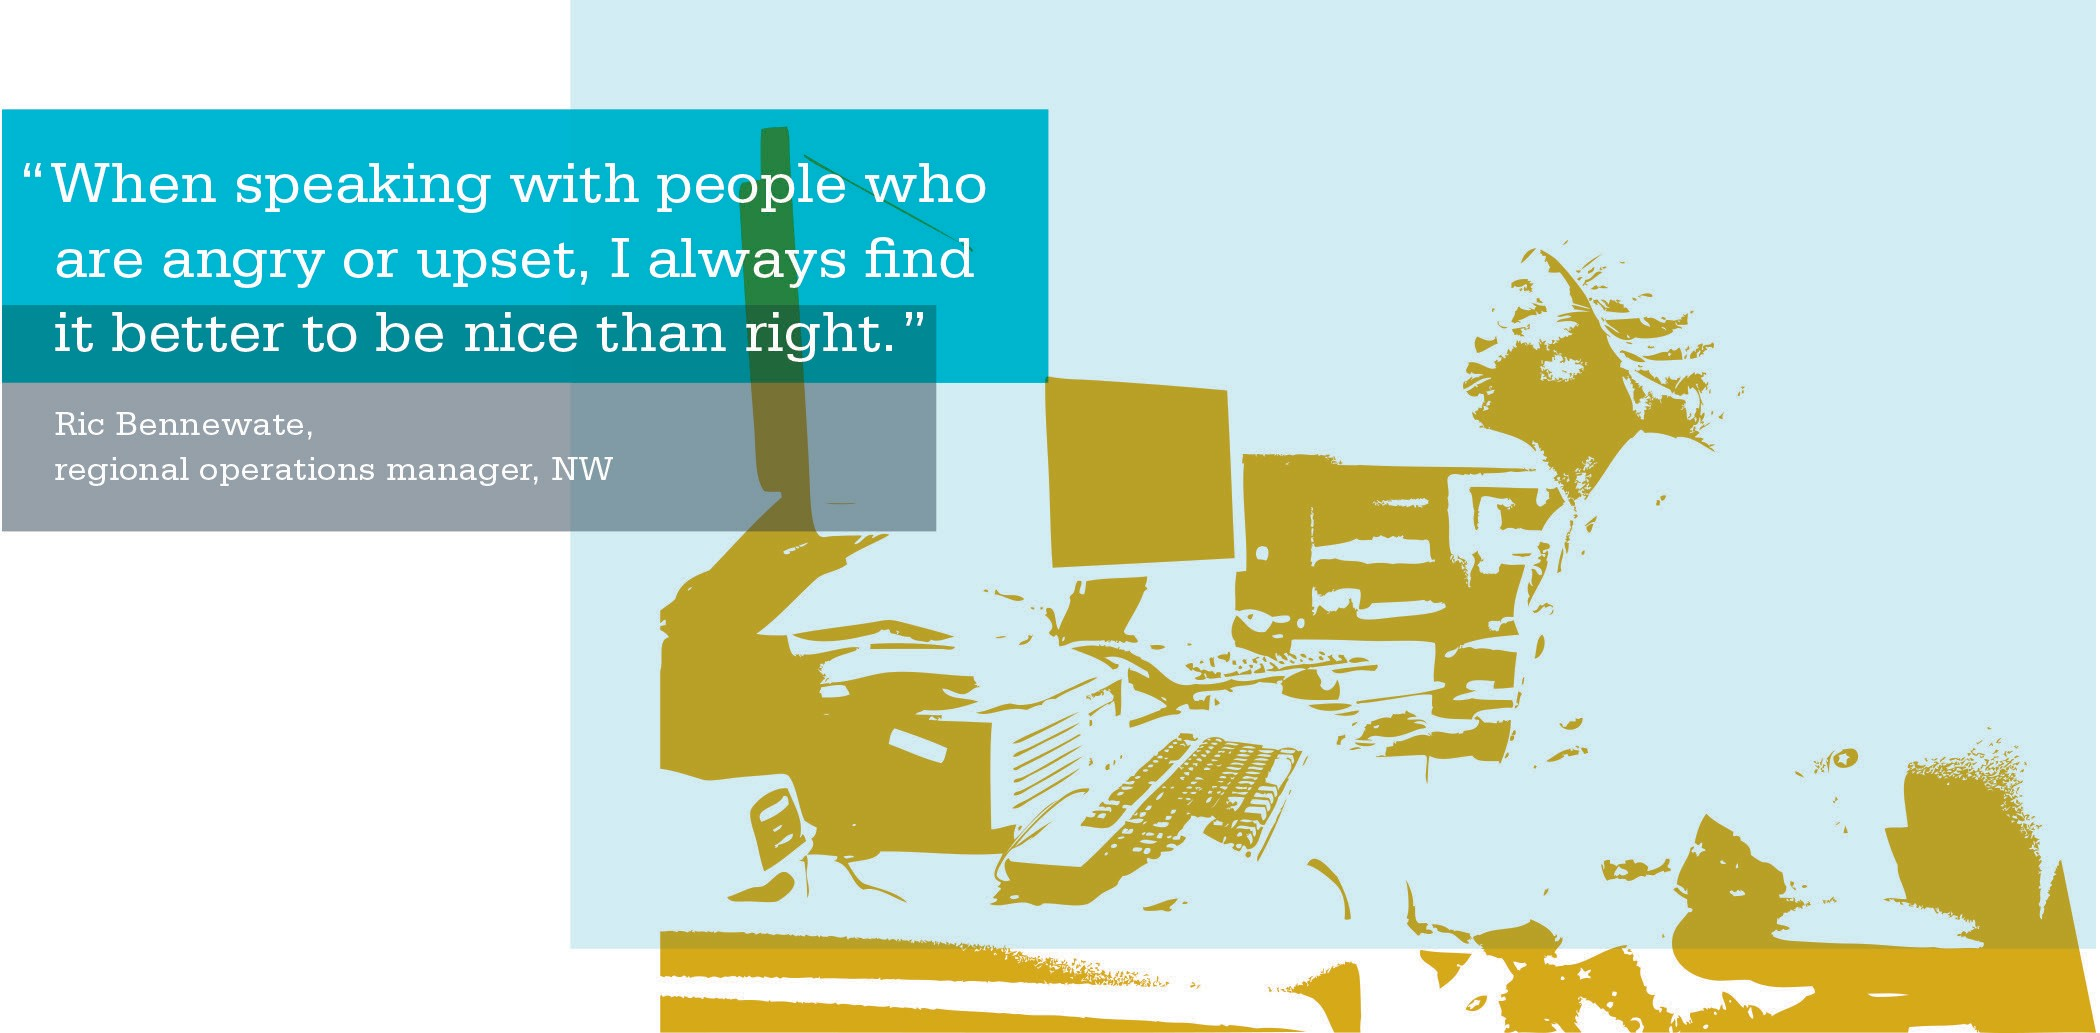 “When speaking with people who
are angry or upset, I always find
it better to be nice than right.”
Ric Bennewate,
regional operations manager, NW